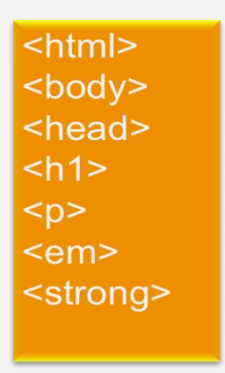 <html>
<body>
<head>
<h1>
<p>
<em>
<strong>